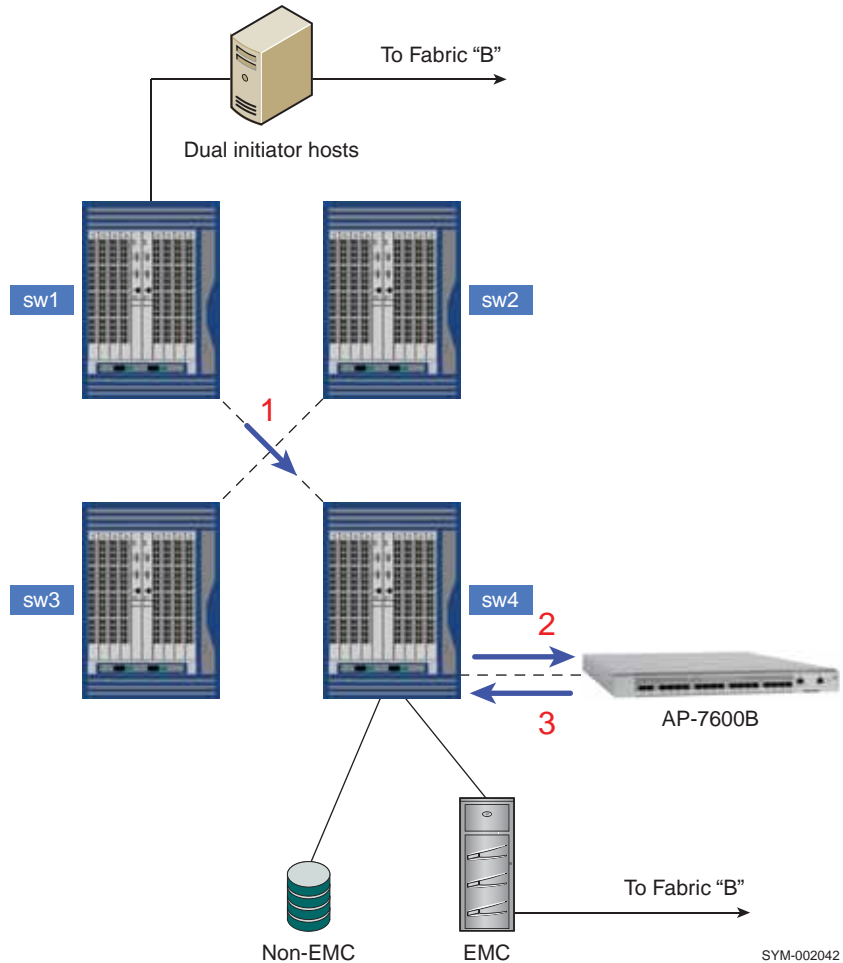 To Fabric “B”
Dual initiator hosts
sw1
sw2
1
sw3
sw4
2
3
AP-7600B
To Fabric “B”
Non-EMC
EMC
SYM-002042